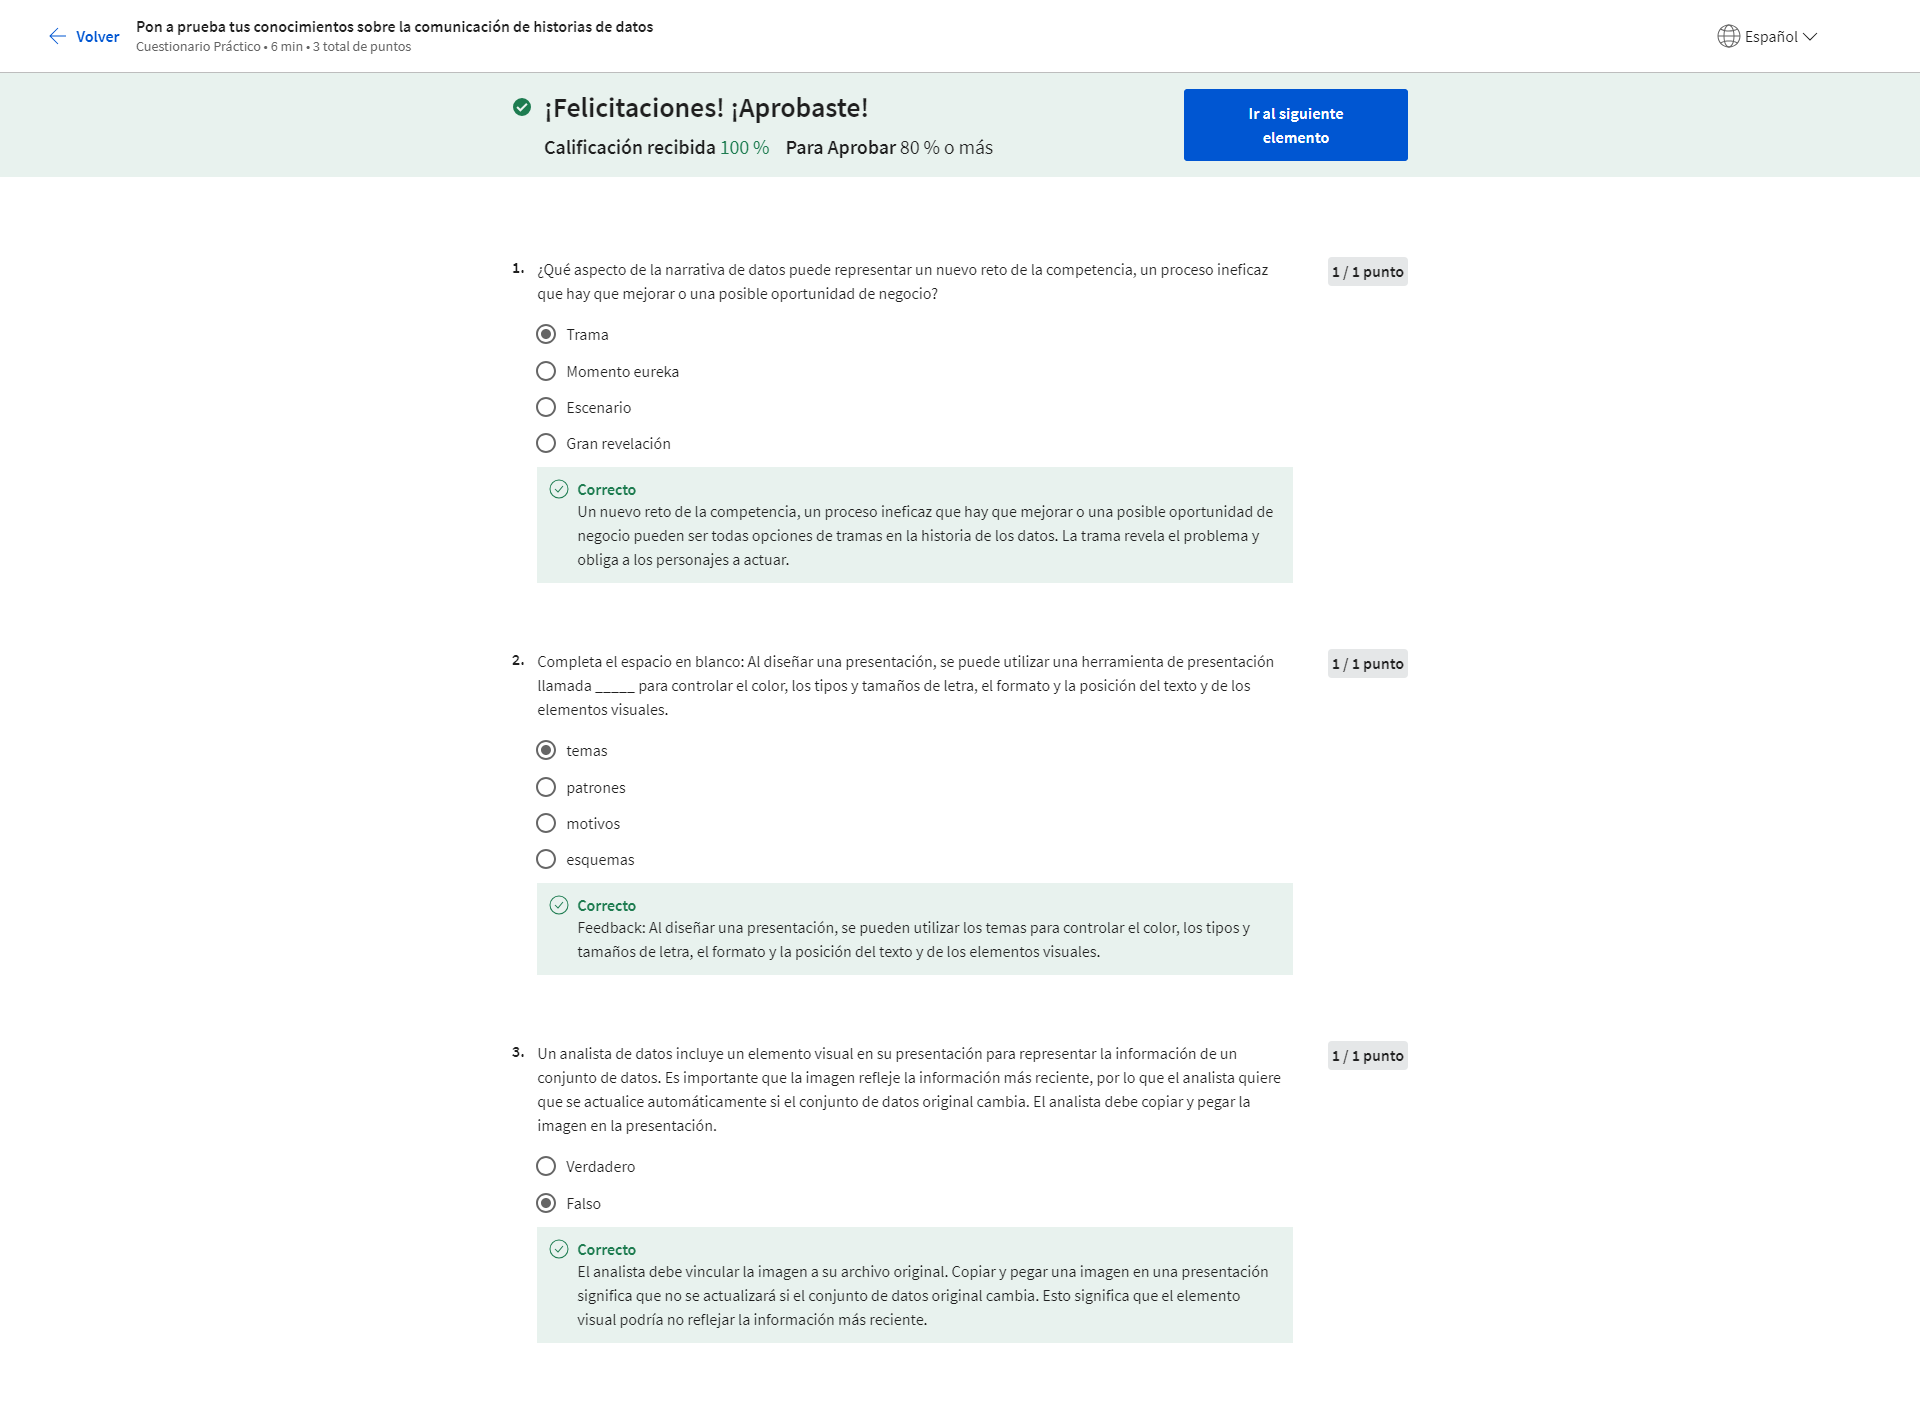 Volver
Pon a prueba tus conocimientos sobre la comunicación de historias de datos
Cuestionario Práctico • 6 min • 3 total de puntos
Español
¡Felicitaciones! ¡Aprobaste!
Calificación recibida 100 % Para Aprobar 80 % o más
Ir al siguiente
elemento
1. ¿Qué aspecto de la narrativa de datos puede representar un nuevo reto de la competencia, un proceso ineficaz
que hay que mejorar o una posible oportunidad de negocio?
1 / 1 punto
Trama
Momento eureka
Escenario
Gran revelación
Correcto
Un nuevo reto de la competencia, un proceso ineficaz que hay que mejorar o una posible oportunidad de
negocio pueden ser todas opciones de tramas en la historia de los datos. La trama revela el problema y
obliga a los personajes a actuar.
2. Completa el espacio en blanco: Al diseñar una presentación, se puede utilizar una herramienta de presentación
llamada _____ para controlar el color, los tipos y tamaños de letra, el formato y la posición del texto y de los
elementos visuales.
1 / 1 punto
temas
patrones
motivos
esquemas
Correcto
Feedback: Al diseñar una presentación, se pueden utilizar los temas para controlar el color, los tipos y
tamaños de letra, el formato y la posición del texto y de los elementos visuales.
3. Un analista de datos incluye un elemento visual en su presentación para representar la información de un
conjunto de datos. Es importante que la imagen refleje la información más reciente, por lo que el analista quiere
que se actualice automáticamente si el conjunto de datos original cambia. El analista debe copiar y pegar la
imagen en la presentación.
1 / 1 punto
Verdadero
Falso
Correcto
El analista debe vincular la imagen a su archivo original. Copiar y pegar una imagen en una presentación
significa que no se actualizará si el conjunto de datos original cambia. Esto significa que el elemento
visual podría no reflejar la información más reciente.